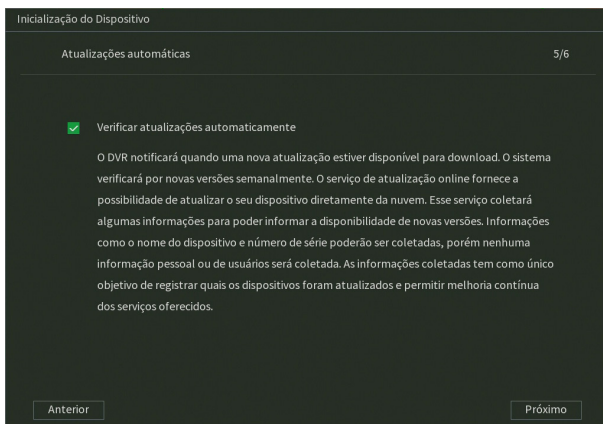 Inicialização do Dispositivo
Atualizações automáticas 5/6
Verificar atualizações automaticamente
O DVR notificará quando uma nova atualização estiver disponível para download. O sistema
verificará por novas versões semanalmente. O serviço de atualização online fornece a
possibilidade de atualizar o seu dispositivo diretamente da nuvem. Esse serviço coletará
algumas informações para poder informar a disponibilidade de novas versões. Informações
como o nome do dispositivo e número de série poderão ser coletadas, porém nenhuma
informação pessoal ou de usuários será coletada. As informações coletadas tem como único
objetivo de registrar quais os dispositivos foram atualizados e permitir melhoria contínua
dos serviços oferecidos.
Anterior Próximo